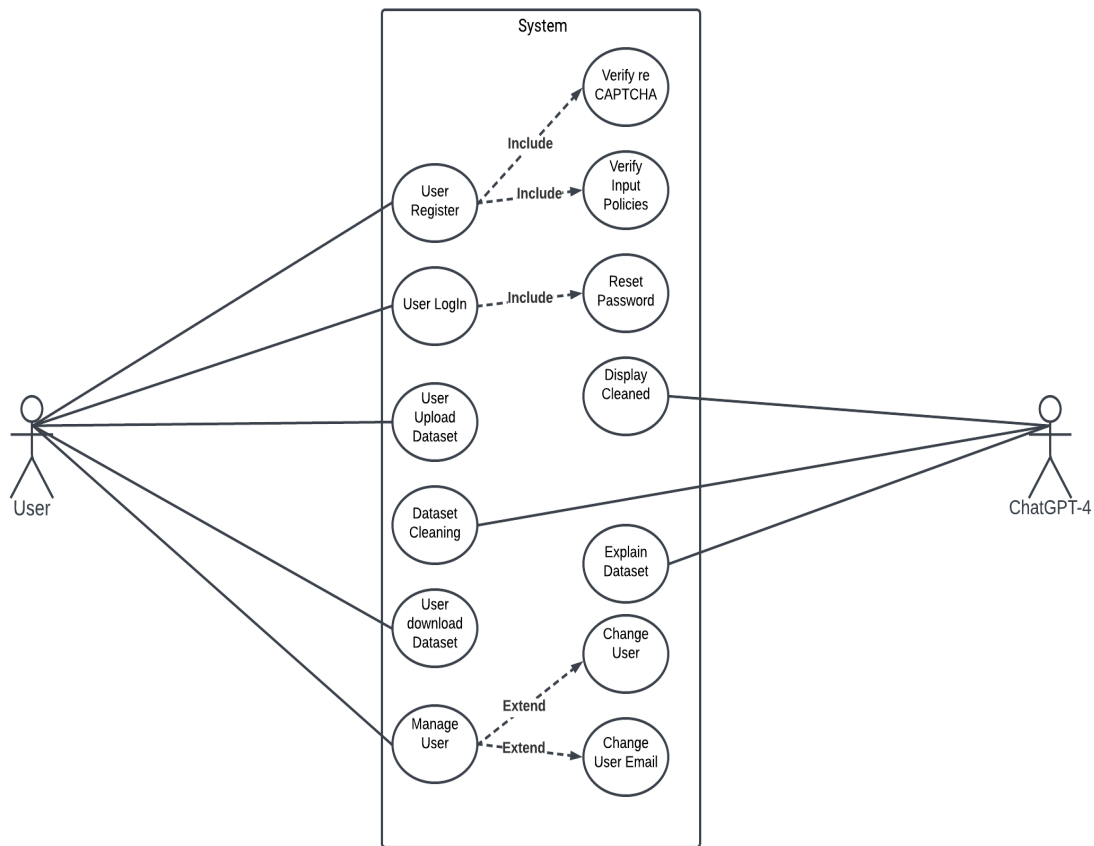 System
Verify re
CAPTCHA
Include
Verify
Input
Policies
Include
User
Register
Reset
Password
Include
User LogIn
Display
Cleaned
User
Upload
Dataset
User
ChatGPT-4
Dataset
Cleaning
Explain
Dataset
User
download
Dataset
Change
User
Extend
Manage
User
Extend
Change
User Email